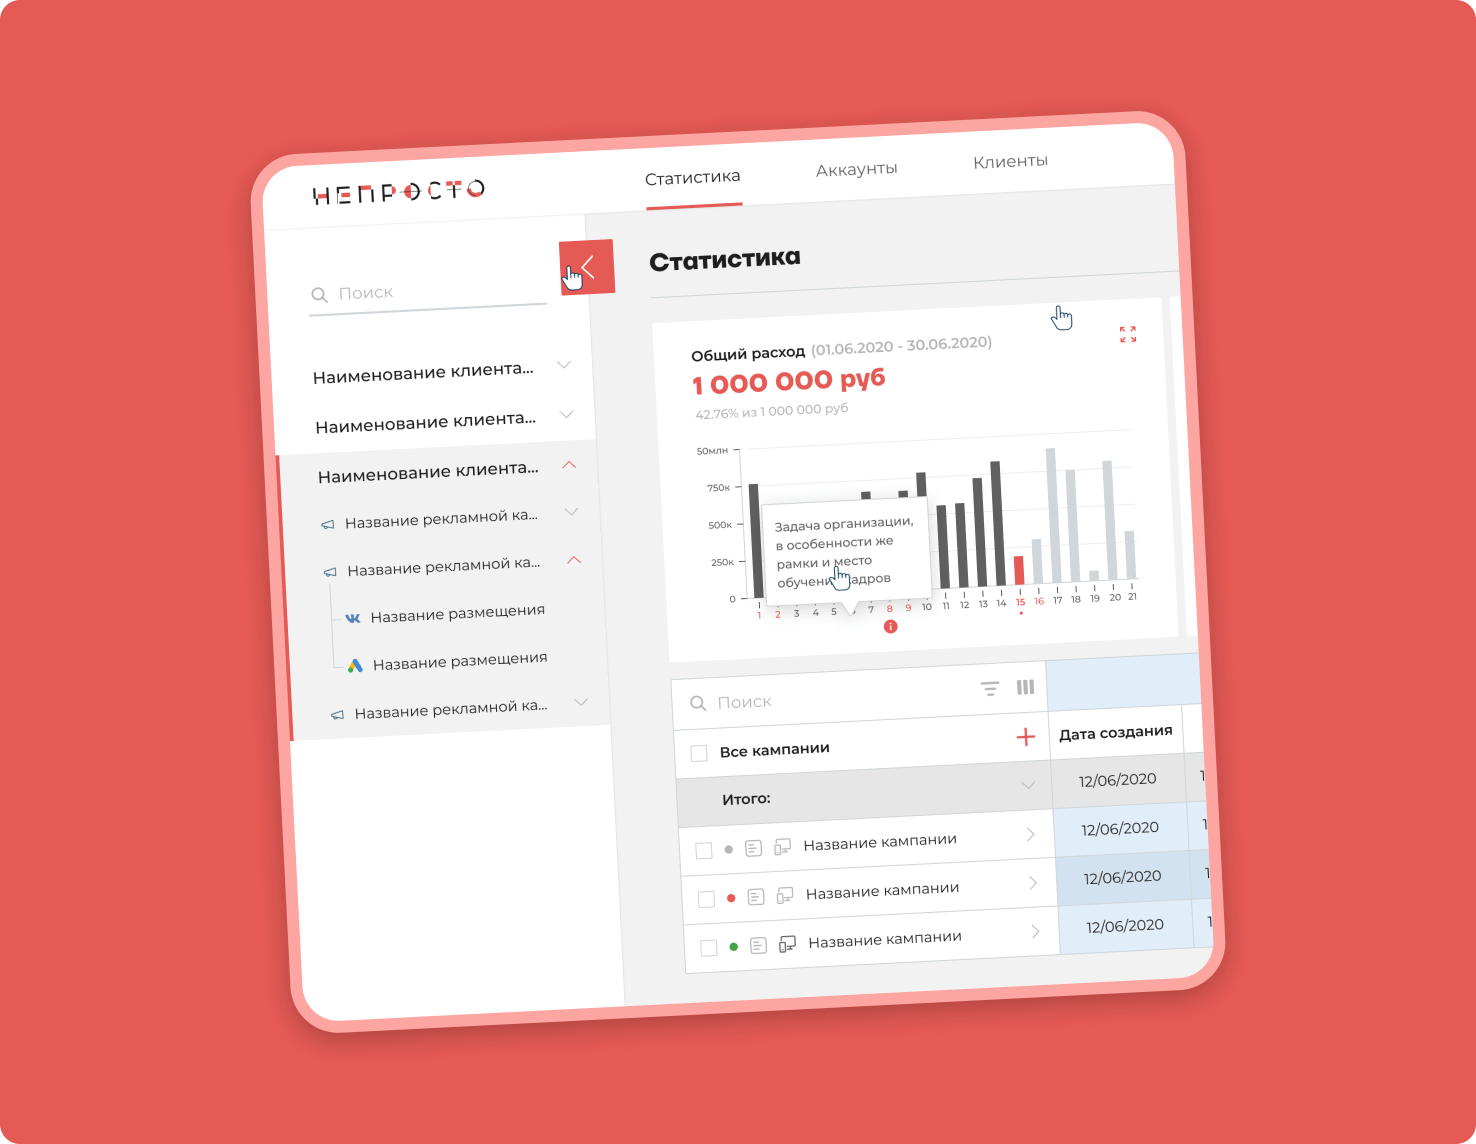 НЕПРОСТО
Статистика
Аккаунты
Клиенты
Поиск
Наименование клиента...
Наименование клиента...
Наименование клиента...
Название рекламной ка...
Название рекламной ка...
Название размещения
Название размещения
Название рекламной ка...
Статистика
Общий расход (01.06.2020 - 30.06.2020)
1 000 000 руб
42.76% из 1 000 000 руб
50млн
750к
500к
250к
0
Задача организации,
в особенности же
рамки и место
обучения кадров
1 2 3 4 5 6 7 8 9 10 11 12 13 14 15 16 17 18 19 20 21
Поиск
Все кампании
Дата создания
Итого:
12/06/2020
Название кампании
12/06/2020
Название кампании
12/06/2020
Название кампании
12/06/2020